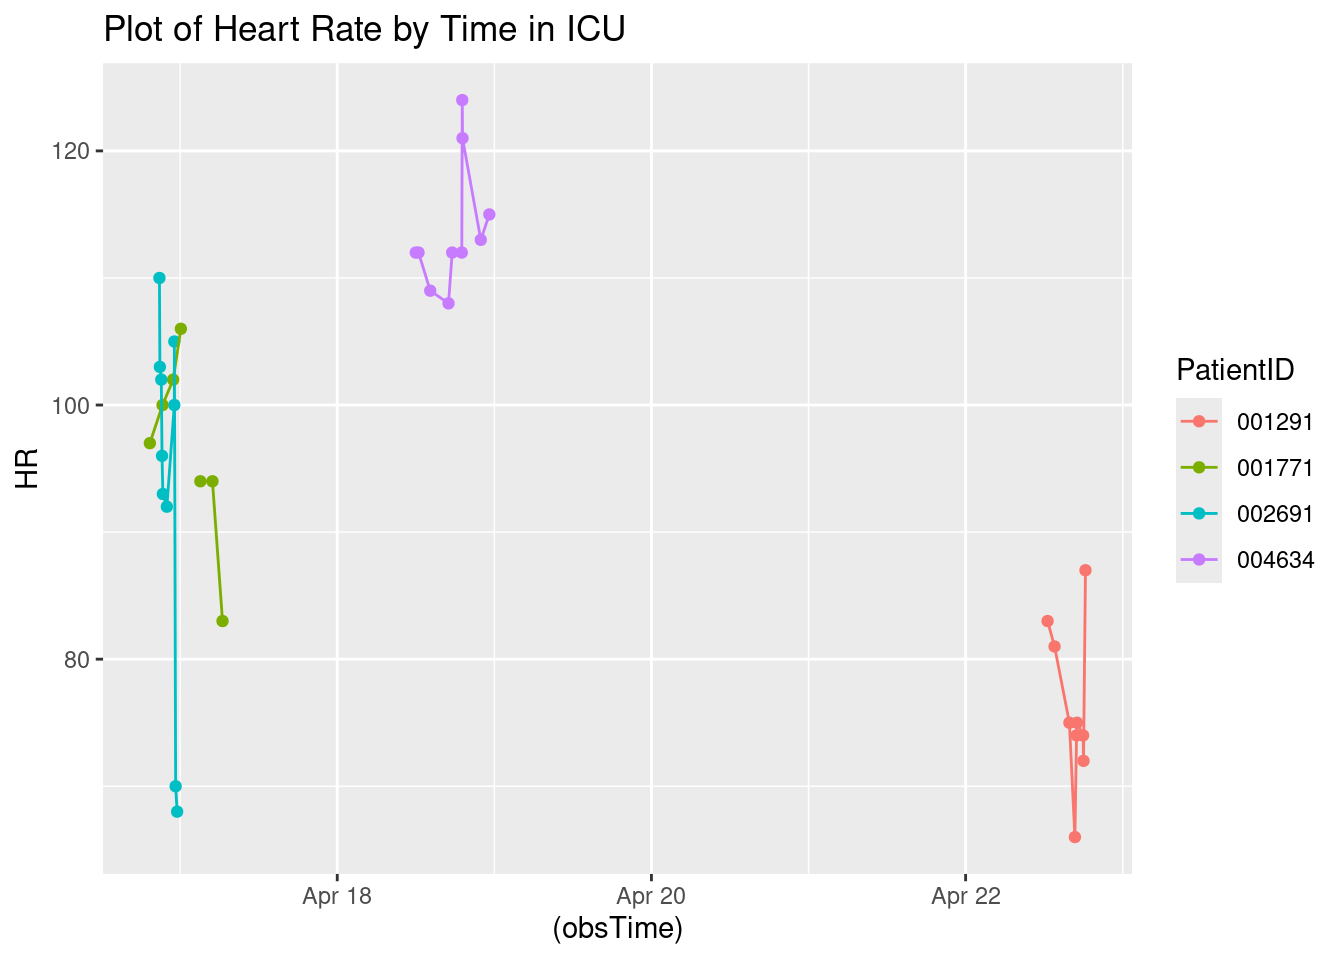 Plot of Heart Rate by Time in ICU
HR
120
100
80
Apr 18
Apr 20
Apr 22
(obsTime)
PatientID
001291
001771
002691
004634